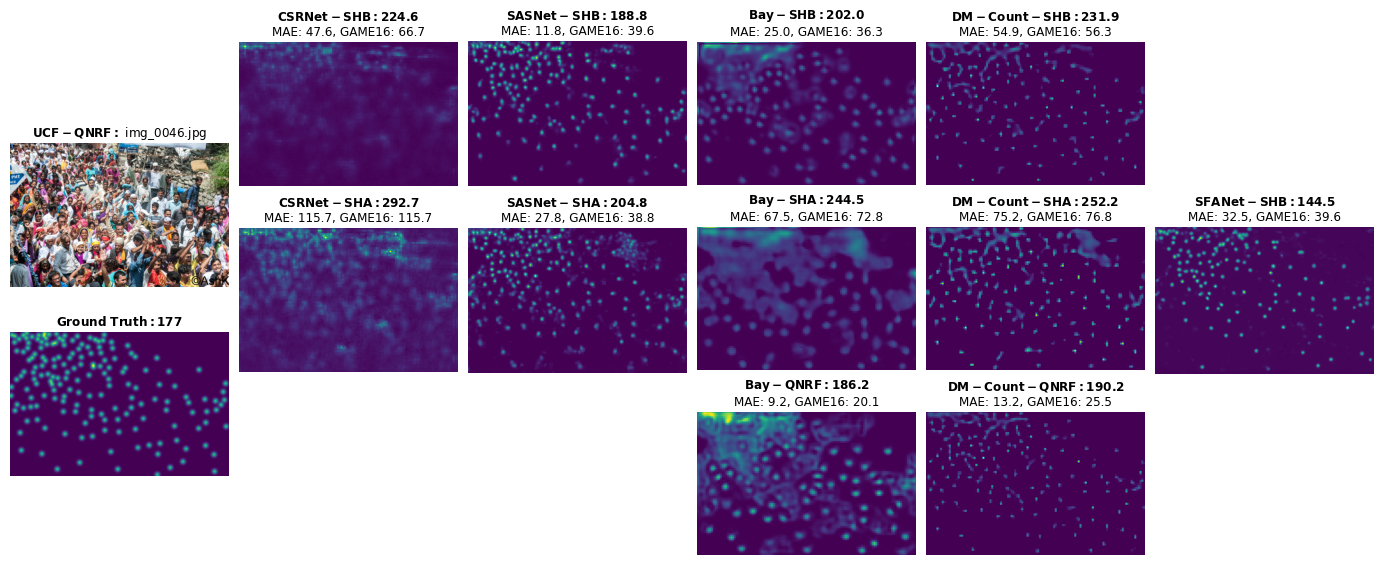 CSRNet−SHB: 224.6
MAE: 47.6, GAME16: 66.7
SASNet−SHB: 188.8
MAE: 11.8, GAME16: 39.6
Bay−SHB: 202.0
MAE: 25.0, GAME16: 36.3
DM−Count−SHB: 231.9
MAE: 54.9, GAME16: 56.3
UCF−QNRF: img_0046.jpg
CSRNet−SHA: 292.7
MAE: 115.7, GAME16: 115.7
SASNet−SHA: 204.8
MAE: 27.8, GAME16: 38.8
Bay−SHA: 244.5
MAE: 67.5, GAME16: 72.8
DM−Count−SHA: 252.2
MAE: 75.2, GAME16: 76.8
SFANet−SHB: 144.5
MAE: 32.5, GAME16: 39.6
Ground Truth: 177
Bay−QNRF: 186.2
MAE: 9.2, GAME16: 20.1
DM−Count−QNRF: 190.2
MAE: 13.2, GAME16: 25.5